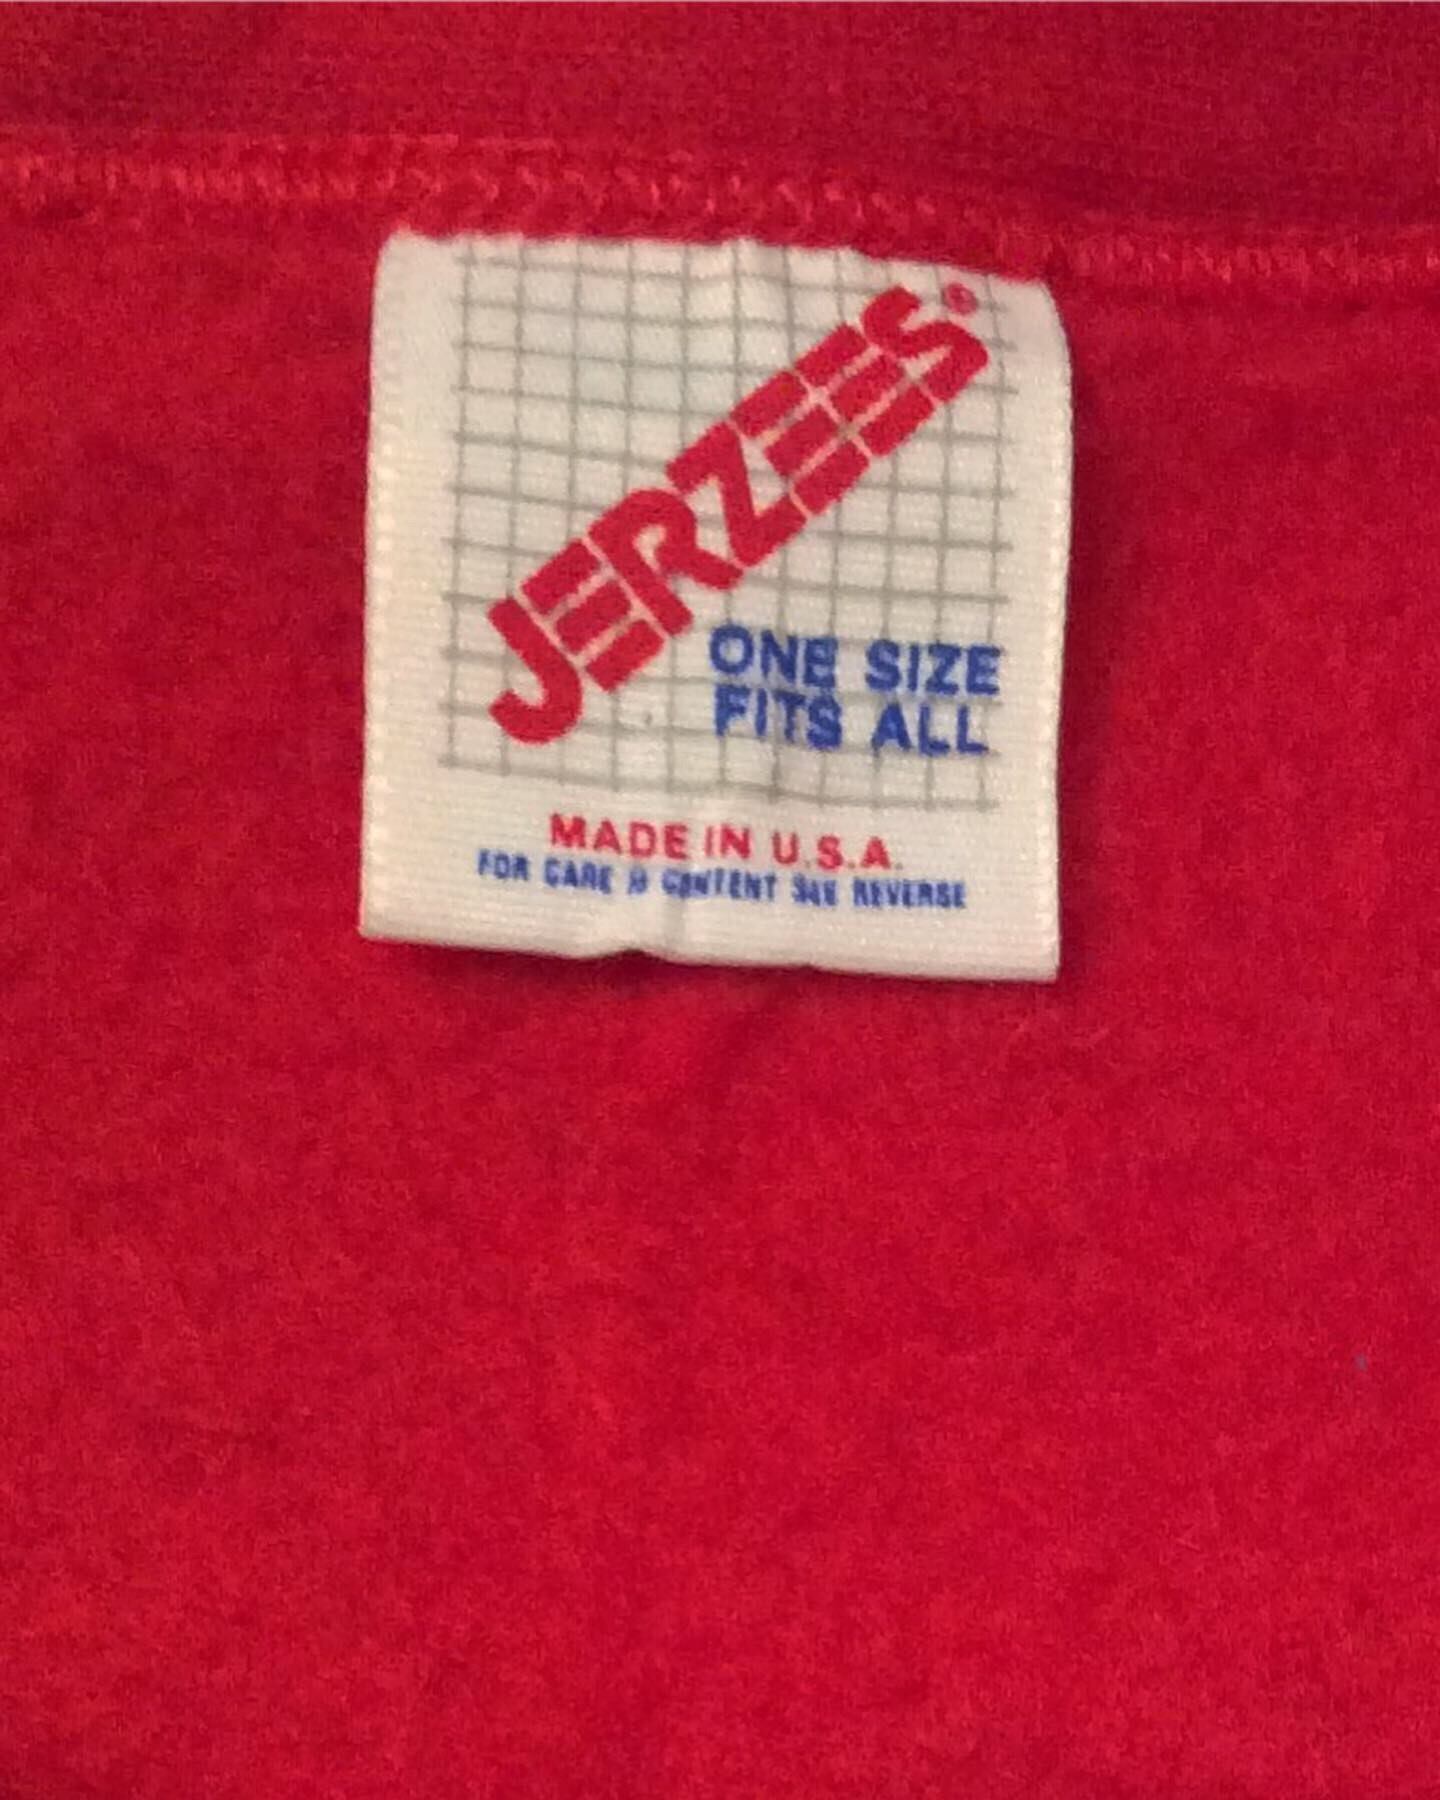 JERZEES®
ONE SIZE
FITS ALL
MADE IN U.S.A.
FOR CARE & CONTENT SEE REVERSE